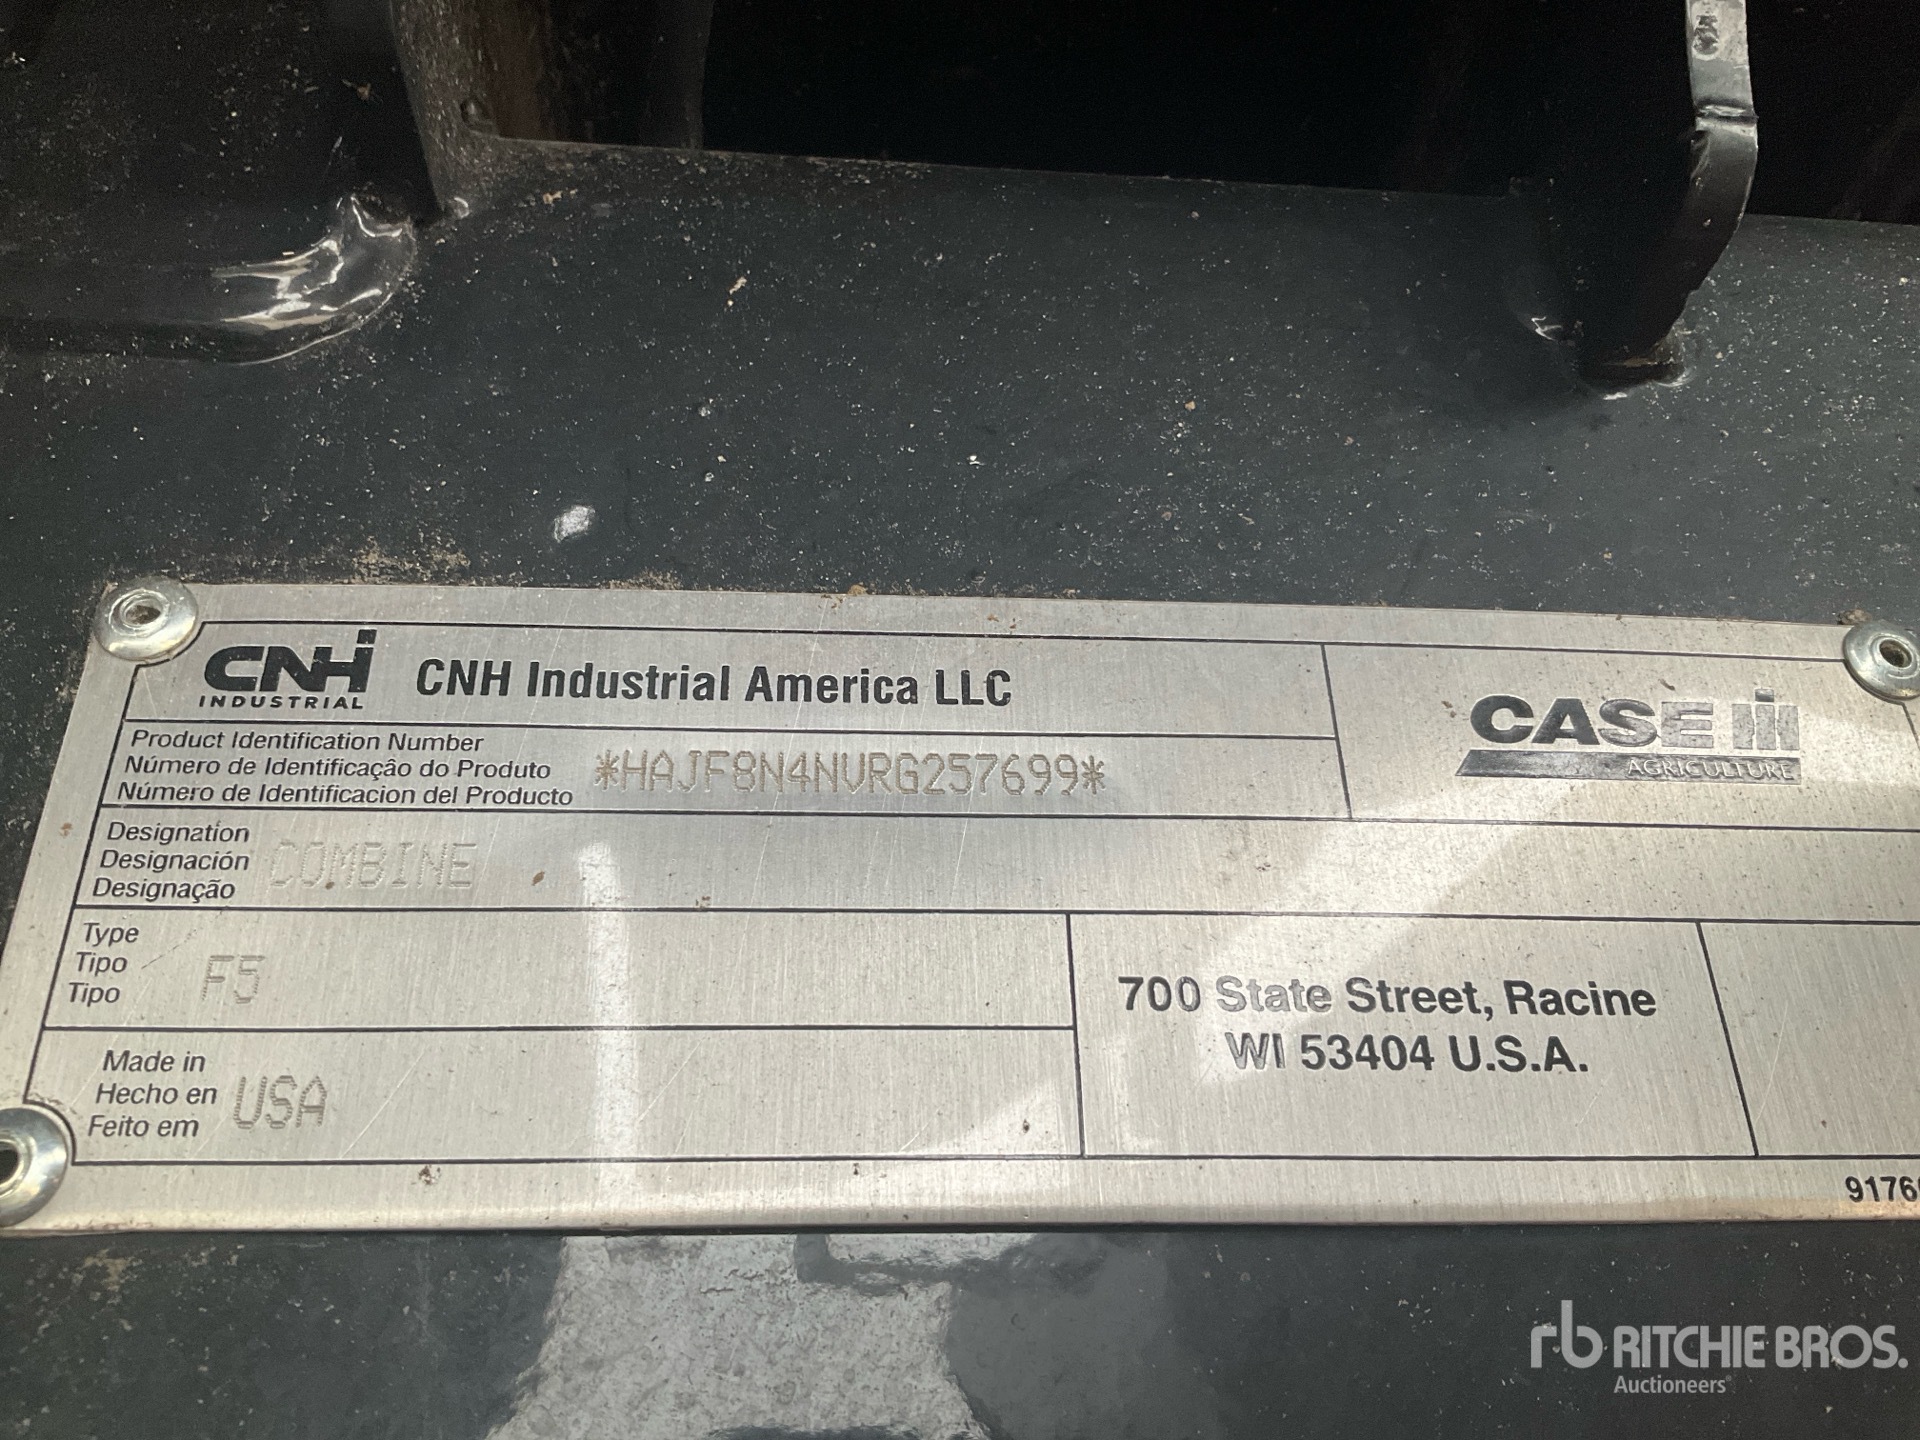 CNH
INDUSTRIAL
CNH Industrial America LLC
CASE IH
AGRICULTURE
Product Identification Number
Número de Identificaçâo do Produto
Número de Identificacion del Producto
*HAJF8N4NVRG257699*
Designation
Designación
Designação
COMBINE
Type
Tipo
Tipo
F5
700 State Street, Racine
WI 53404 U.S.A.
Made in
Hecho en
Feito em
USA
rb RITCHIE BROS.
Auctioneers